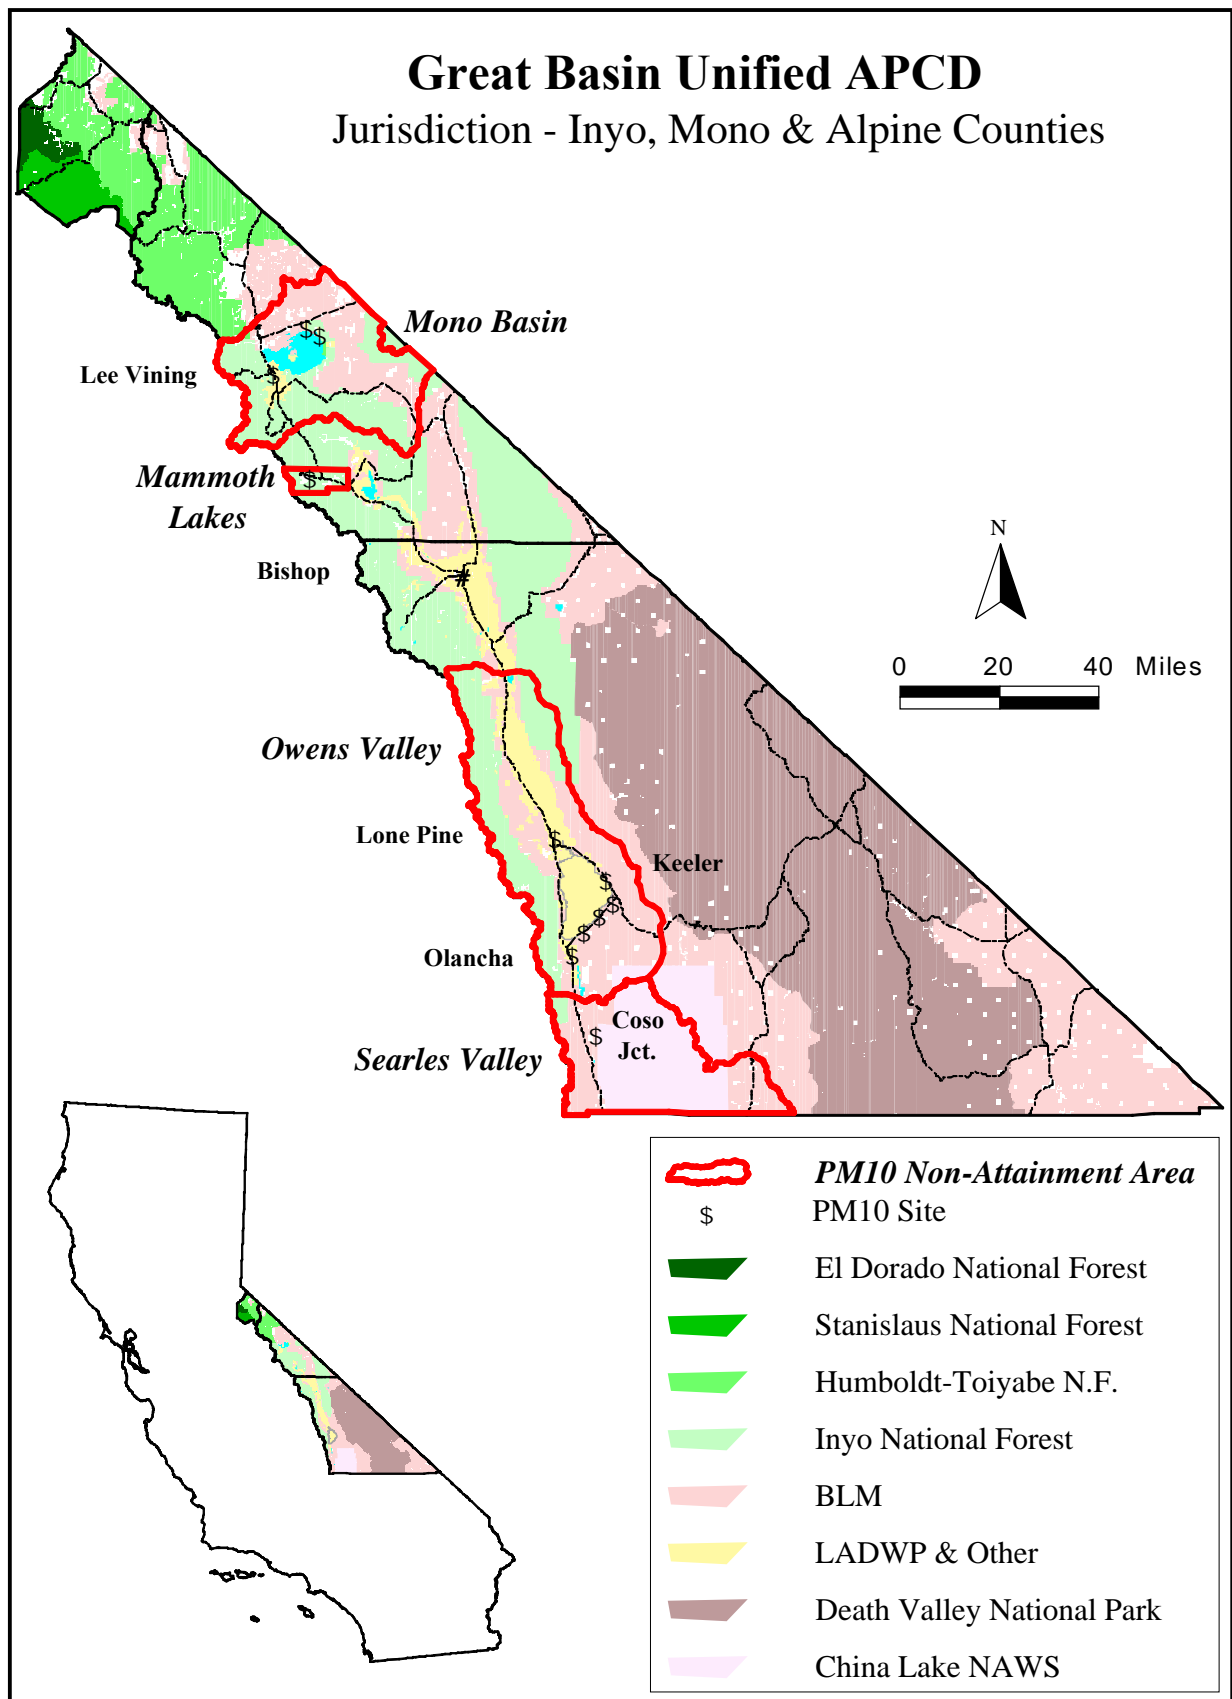 Great Basin Unified APCD
Jurisdiction - Inyo, Mono & Alpine Counties
Mono Basin
$$
Lee Vining
$
Mammoth
Lakes
$
N
Bishop
#
0 20 40 Miles
Owens Valley
Lone Pine
$
Keeler
$
$
$
$
Olancha
$
Coso
Jct.
$
Searles Valley
PM10 Non-Attainment Area
$ PM10 Site
El Dorado National Forest
Stanislaus National Forest
Humboldt-Toiyabe N.F.
Inyo National Forest
BLM
LADWP & Other
Death Valley National Park
China Lake NAWS